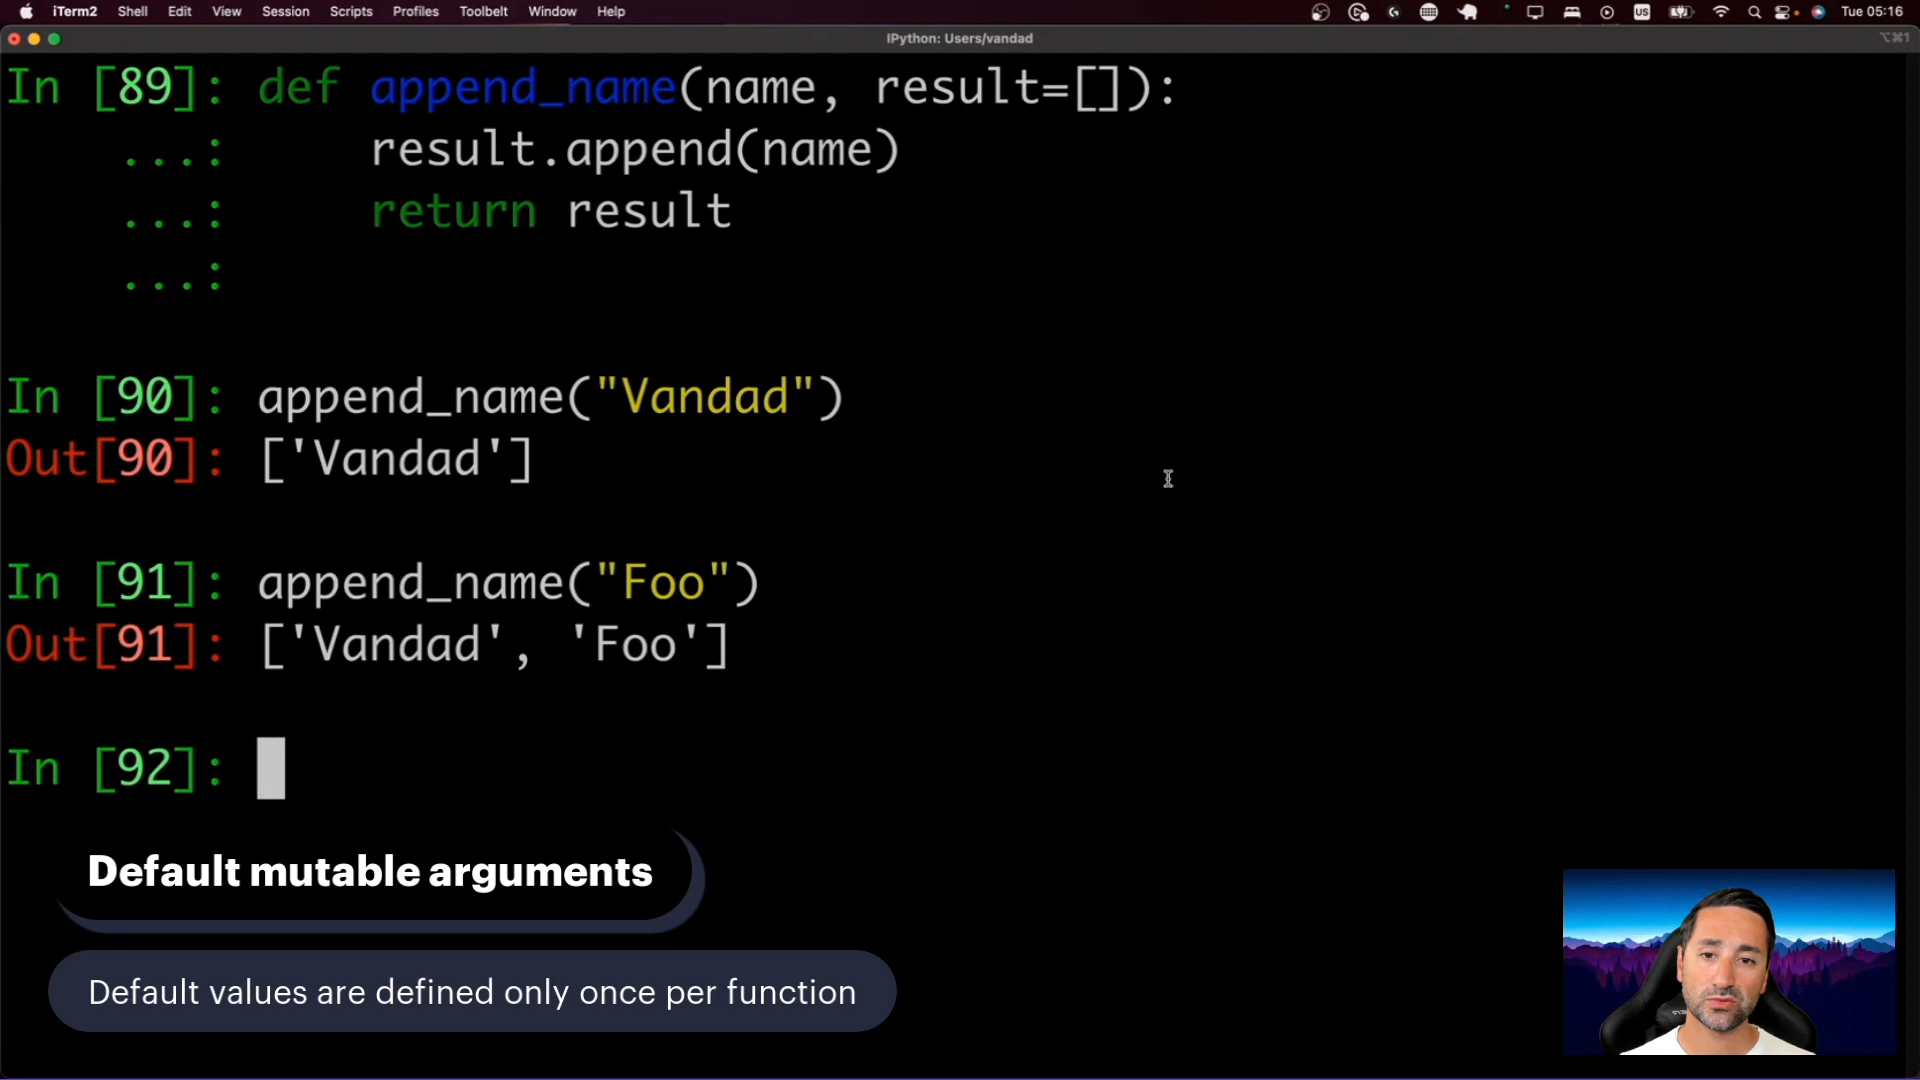 iTerm2 Shell Edit View Session Scripts Profiles Toolbelt Window Help US Tue 05:16
IPython: Users/vandad ⌥⌘1
In [89]: def append_name(name, result=[]):
...: result.append(name)
...: return result
...:
In [90]: append_name("Vandad")
Out[90]: ['Vandad']
In [91]: append_name("Foo")
Out[91]: ['Vandad', 'Foo']
In [92]:
Default mutable arguments
Default values are defined only once per function